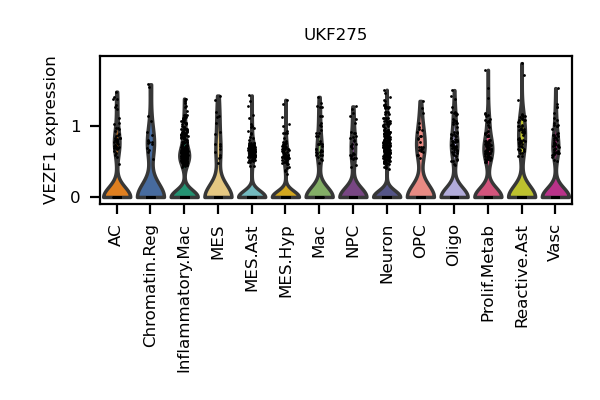 UKF275
VEZF1 expression
1
0
AC
Chromatin.Reg
Inflammatory.Mac
MES
MES.Ast
MES.Hyp
Mac
NPC
Neuron
OPC
Oligo
Prolif.Metab
Reactive.Ast
Vasc